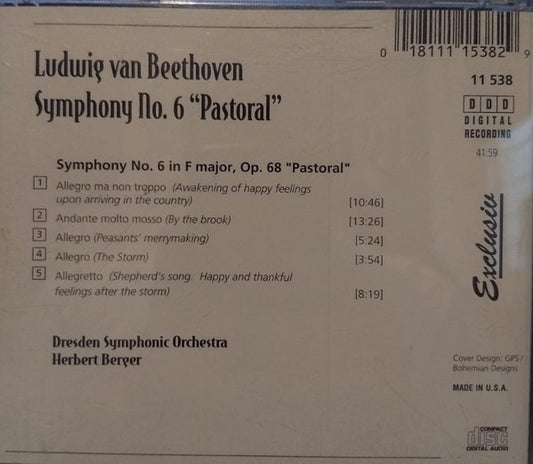 0 18111 15382 9
Ludwig van Beethoven
Symphony No. 6 "Pastoral"
11 538
D D D
DIGITAL
RECORDING
41:59
Symphony No. 6 in F major, Op. 68 "Pastoral"
1 Allegro ma non troppo (Awakening of happy feelings
upon arriving in the country) [10:46]
2 Andante molto mosso (By the brook) [13:26]
3 Allegro (Peasants' merrymaking) [5:24]
4 Allegro (The Storm) [3:54]
5 Allegretto (Shepherd's song. Happy and thankful
feelings after the storm) [8:19]
Exclusiv
Dresden Symphonic Orchestra
Herbert Berger
Cover Design: GPS/
Bohemian Designs
MADE IN U.S.A.
COMPACT
disc
DIGITAL AUDIO